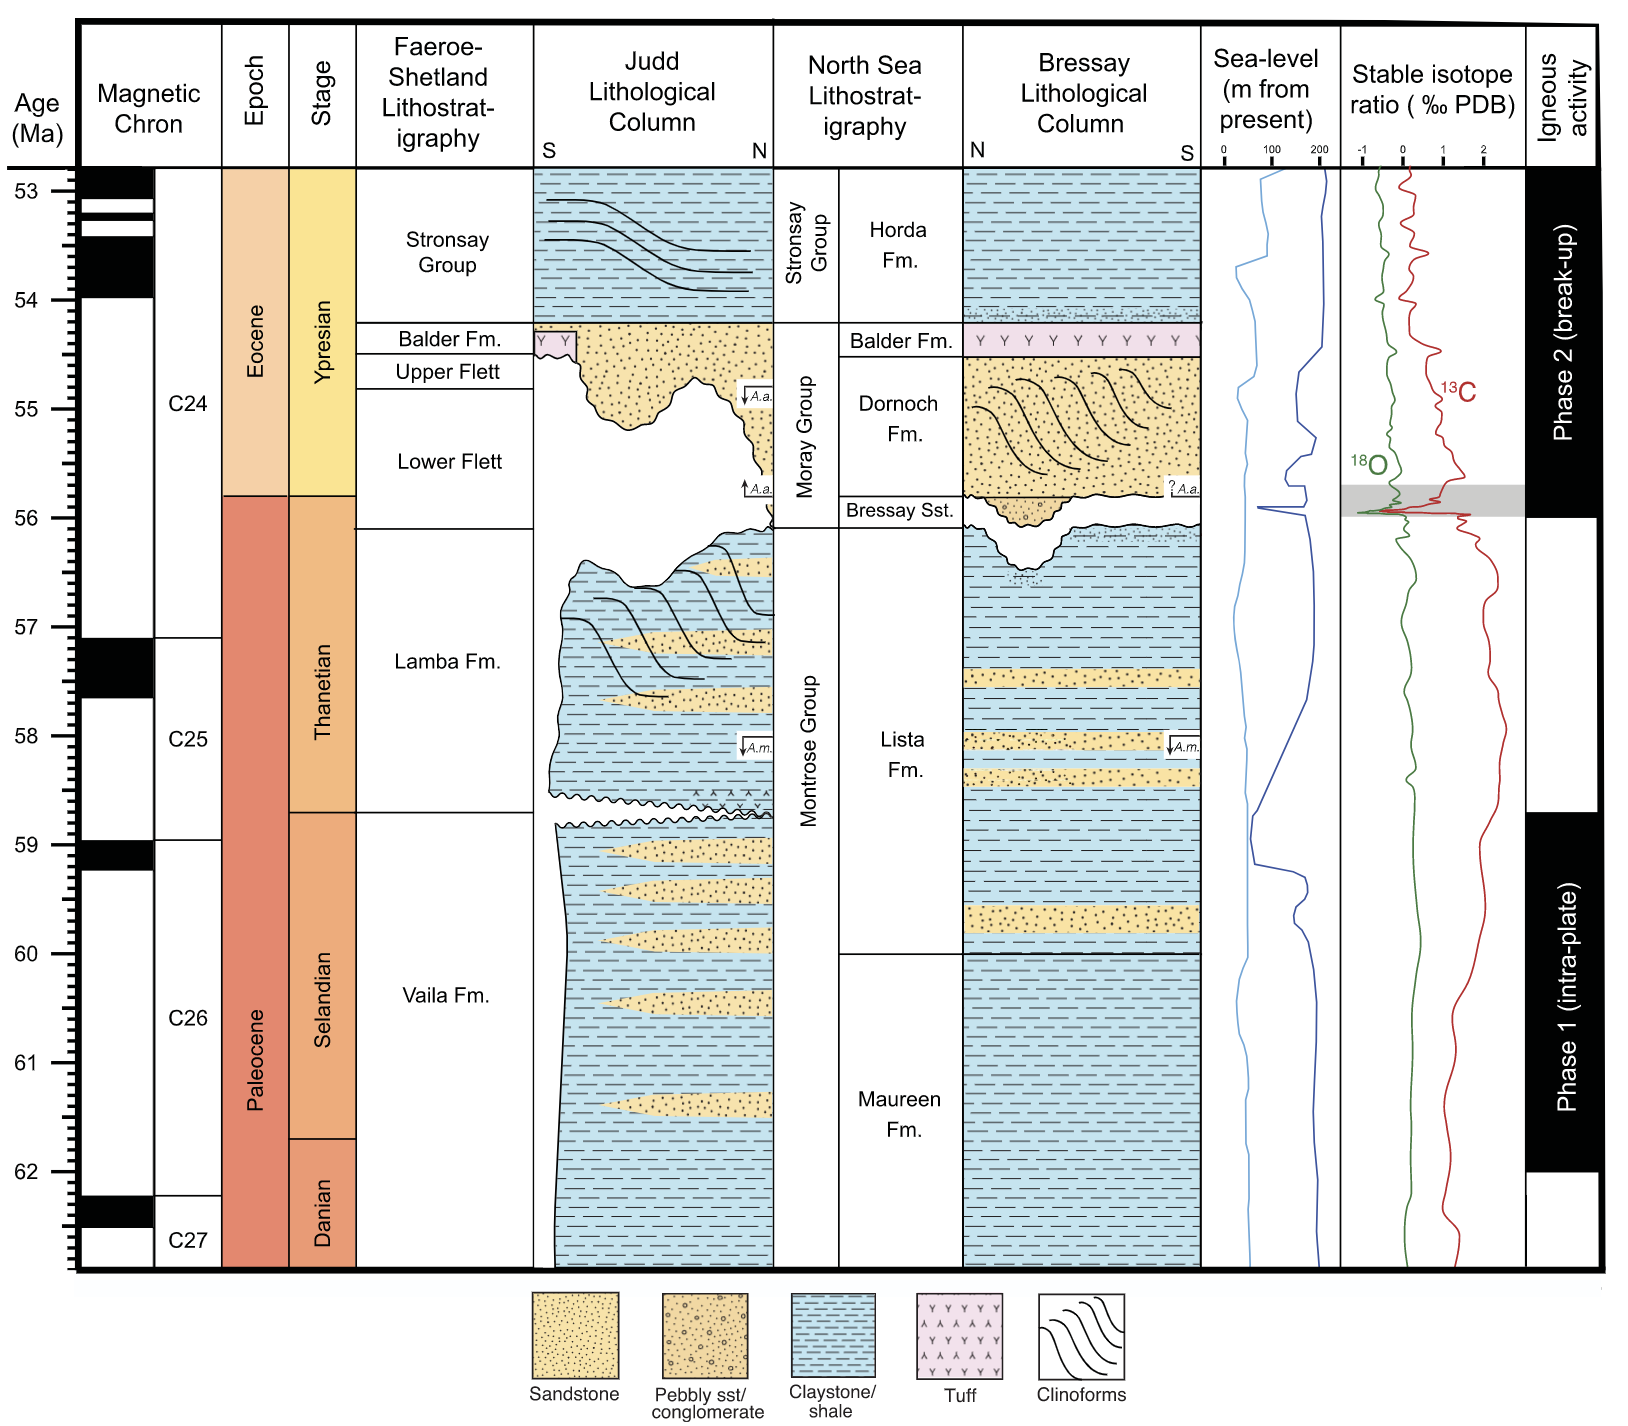 Age
(Ma)
Magnetic
Chron
Epoch
Stage
Faeroe-
Shetland
Lithostrat-
igraphy
Judd
Lithological
Column
S
N
North Sea
Lithostrat-
igraphy
Bressay
Lithological
Column
N
S
Sea-level
(m from
present)
0 100 200
Stable isotope
ratio ( ‰ PDB)
-1 0 1 2
Igneous
activity
53
54
55
56
57
58
59
60
61
62
C24
C25
C26
C27
Eocene
Paleocene
Ypresian
Thanetian
Selandian
Danian
Stronsay
Group
Balder Fm.
Upper Flett
Lower Flett
Lamba Fm.
Vaila Fm.
Y Y
A.a.
A.a.
A.m.
Stronsay
Group
Moray Group
Montrose Group
Horda
Fm.
Balder Fm.
Dornoch
Fm.
Bressay Sst.
Lista
Fm.
Maureen
Fm.
Y Y Y Y Y Y Y Y Y Y
? A.a.
A.m.
13C
18O
Phase 2 (break-up)
Phase 1 (intra-plate)
Sandstone
Pebbly sst/
conglomerate
Claystone/
shale
Tuff
Clinoforms